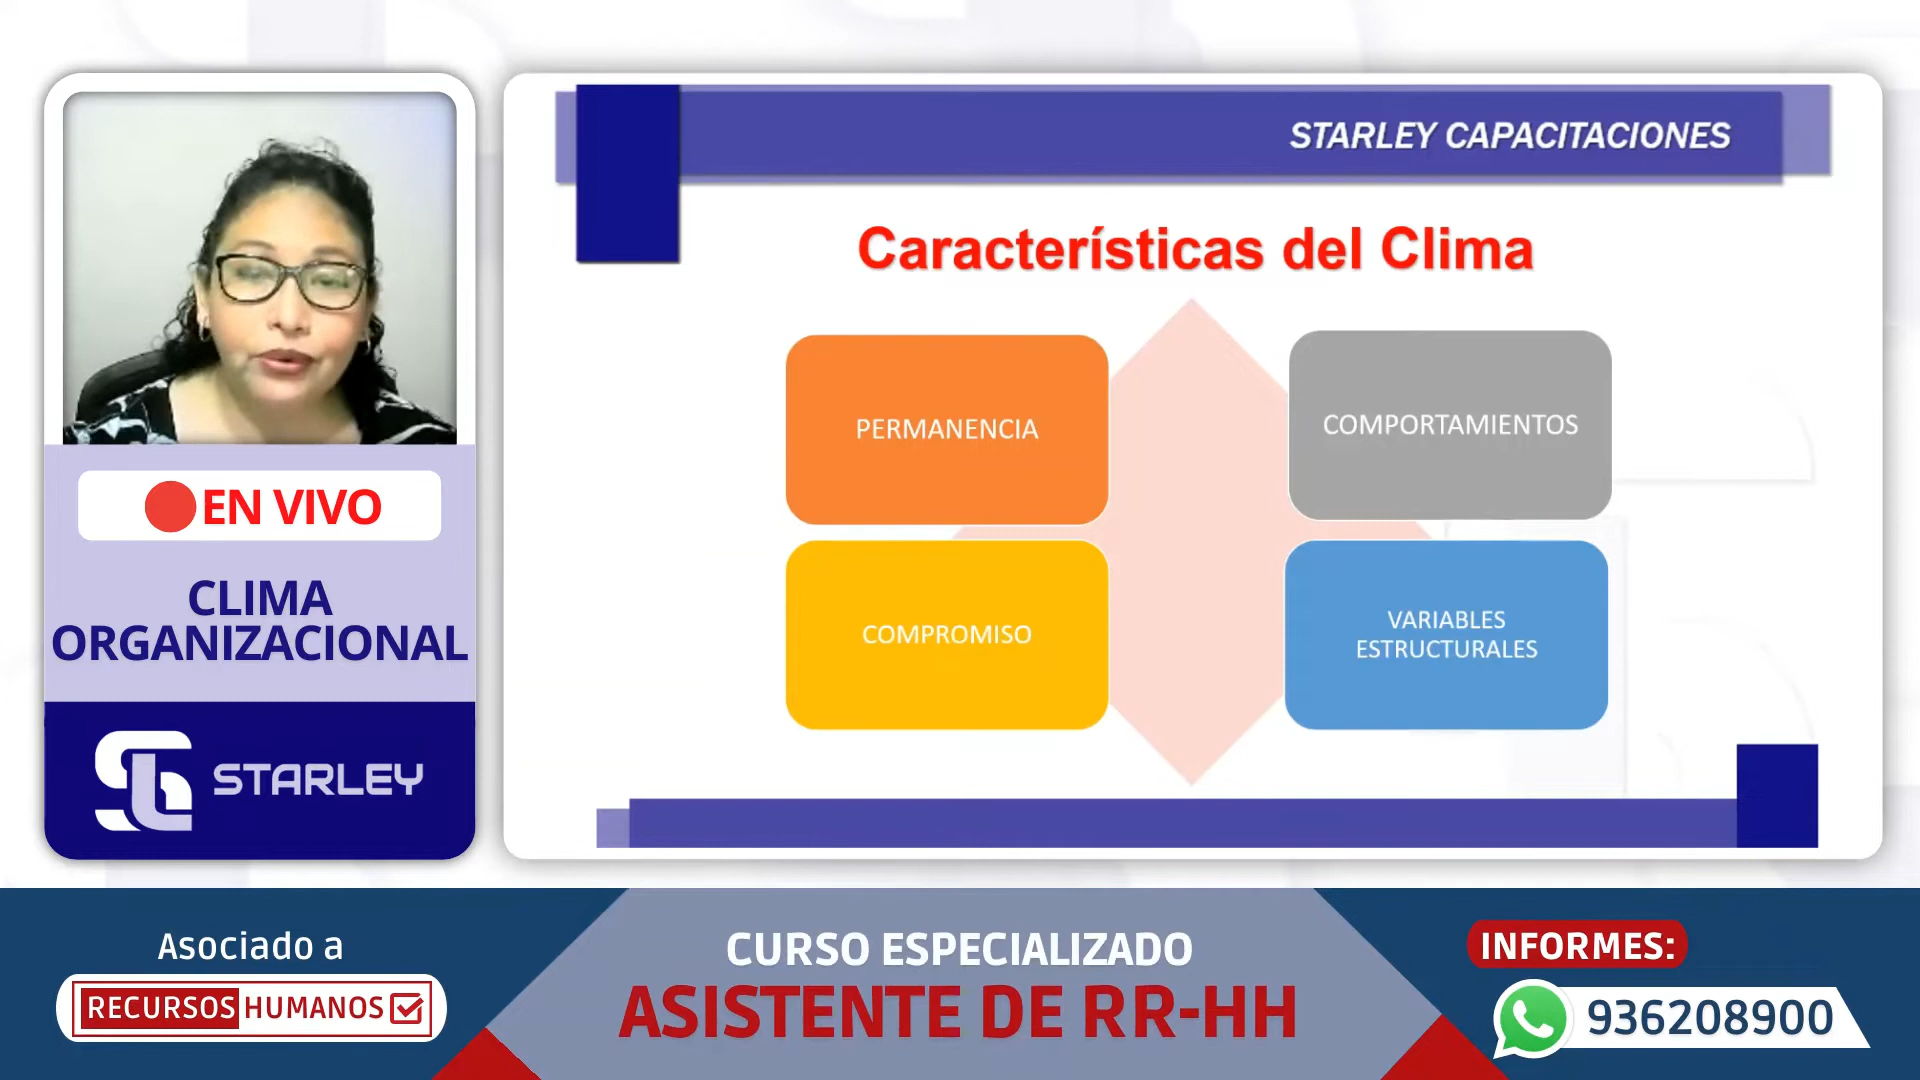 STARLEY CAPACITACIONES
Características del Clima
PERMANENCIA
COMPORTAMIENTOS
COMPROMISO
VARIABLES
ESTRUCTURALES
EN VIVO
CLIMA
ORGANIZACIONAL
STARLEY
Asociado a
RECURSOS HUMANOS
CURSO ESPECIALIZADO
ASISTENTE DE RR-HH
INFORMES:
936208900